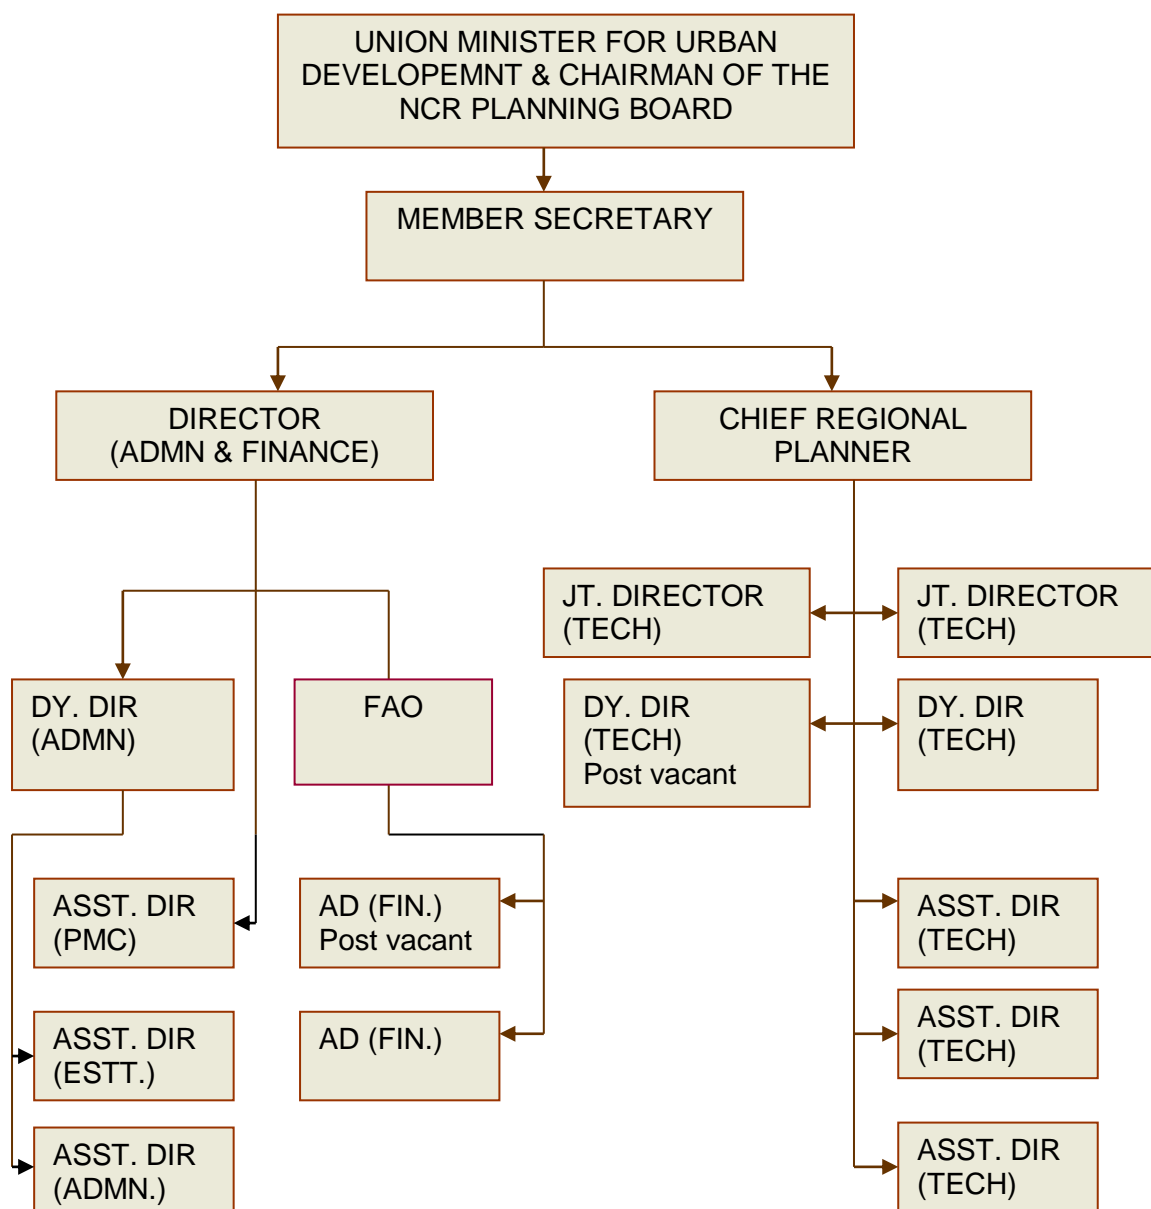 UNION MINISTER FOR URBAN
DEVELOPEMNT & CHAIRMAN OF THE
NCR PLANNING BOARD
MEMBER SECRETARY
DIRECTOR
(ADMN & FINANCE)
CHIEF REGIONAL
PLANNER
JT. DIRECTOR
(TECH)
JT. DIRECTOR
(TECH)
DY. DIR
(ADMN)
FAO
DY. DIR
(TECH)
Post vacant
DY. DIR
(TECH)
ASST. DIR
(PMC)
AD (FIN.)
Post vacant
ASST. DIR
(TECH)
ASST. DIR
(ESTT.)
AD (FIN.)
ASST. DIR
(TECH)
ASST. DIR
(ADMN.)
ASST. DIR
(TECH)